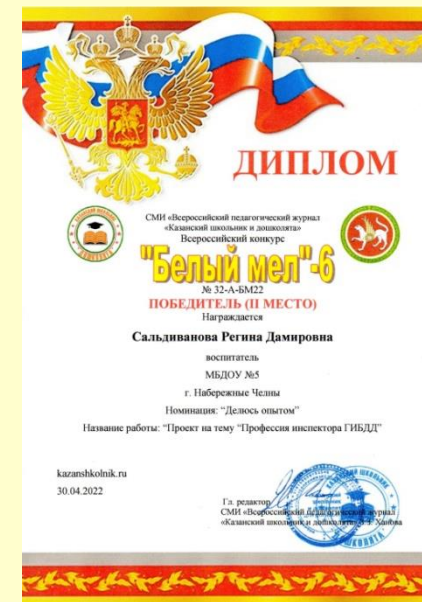 ДИПЛОМ
СМИ «Всероссийский педагогический журнал
«Казанский школьник и дошколята»
Всероссийский конкурс
"Белый мел"-6
№ 32-А-БМ22
ПОБЕДИТЕЛЬ (II МЕСТО)
Награждается
Сальдиванова Регина Дамировна
воспитатель
МБДОУ №5
г. Набережные Челны
Номинация: “Делюсь опытом”
Название работы: “Проект на тему “Профессия инспектора ГИБДД”
kazanshkolnik.ru
30.04.2022
Гл. редактор
СМИ «Всероссийский педагогический журнал
«Казанский школьник и дошколята»